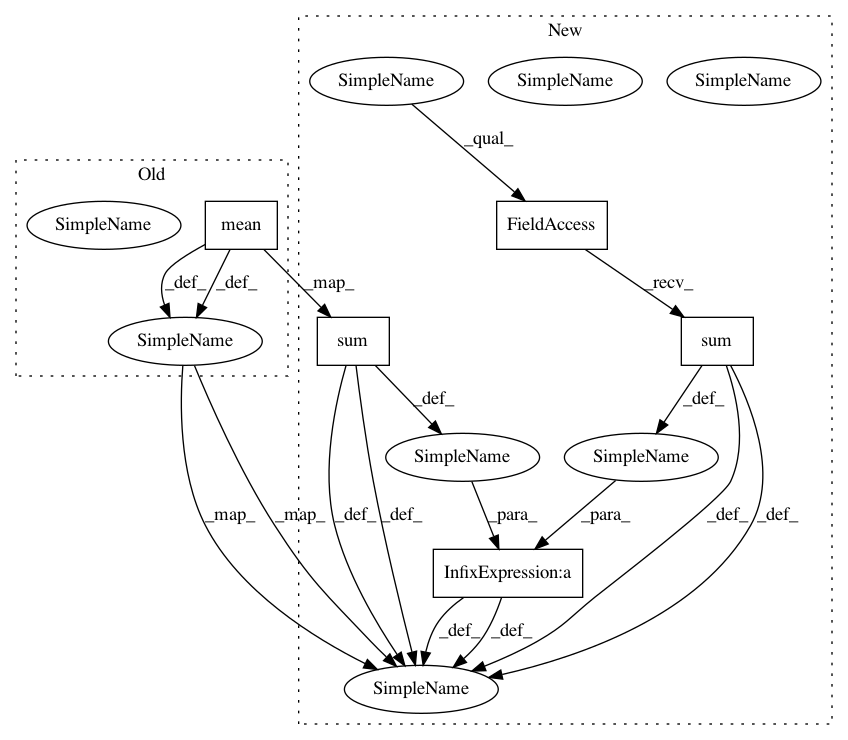 New
SimpleName
SimpleName
SimpleName
_qual_
Old
SimpleName
mean
FieldAccess
_def_
_def_
_map_
_recv_
SimpleName
sum
sum
_def_
_def_
SimpleName
SimpleName
_map_
_map_
_def_
_def_
_para_
_para_
_def_
_def_
InfixExpression:a
_def_
_def_
SimpleName